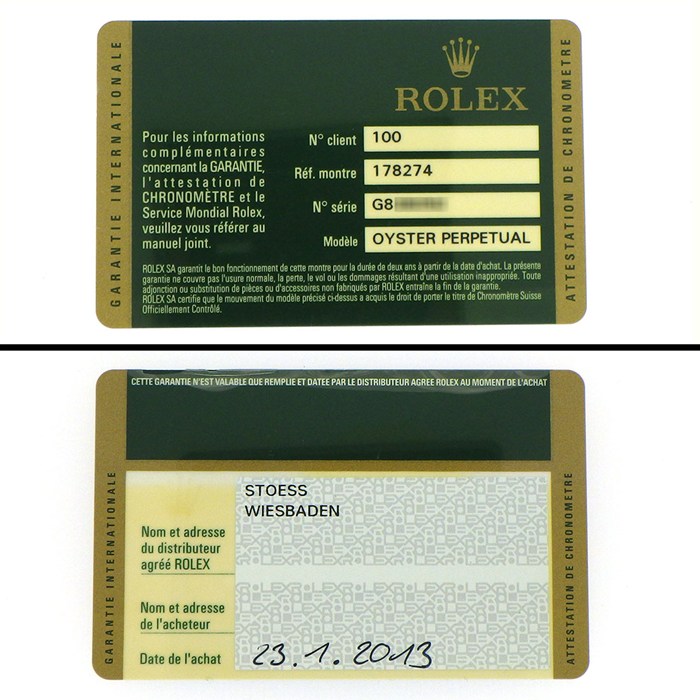 GARANTIE INTERNATIONALE
ROLEX
Pour les informations
complémentaires
concernant la GARANTIE,
l'attestation de
CHRONOMÈTRE et le
Service Mondial Rolex,
veuillez vous référer au
manuel joint.
N° client 100
Réf. montre 178274
N° série G8
Modèle OYSTER PERPETUAL
ROLEX SA garantit le bon fonctionnement de cette montre pour la durée de deux ans à partir de la date d'achat. La présente
garantie ne couvre pas l'usure normale, la perte, le vol ou les dommages résultant d'une utilisation inappropriée. Toute
adjonction ou substitution de pièces ou d'accessoires non fabriqués par ROLEX entraîne la fin de la garantie.
ROLEX SA certifie que le mouvement du modèle précisé ci-dessus a acquis le droit de porter le titre de Chronomètre Suisse
Officiellement Contrôlé.
ATTESTATION DE CHRONOMETRE
CETTE GARANTIE N'EST VALABLE QUE REMPLIE ET DATEE PAR LE DISTRIBUTEUR AGREE ROLEX AU MOMENT DE L'ACHAT
GARANTIE INTERNATIONALE
STOESS
WIESBADEN
Nom et adresse
du distributeur
agréé ROLEX
Nom et adresse
de l'acheteur
Date de l'achat 23.1.2013
ATTESTATION DE CHRONOMETRE